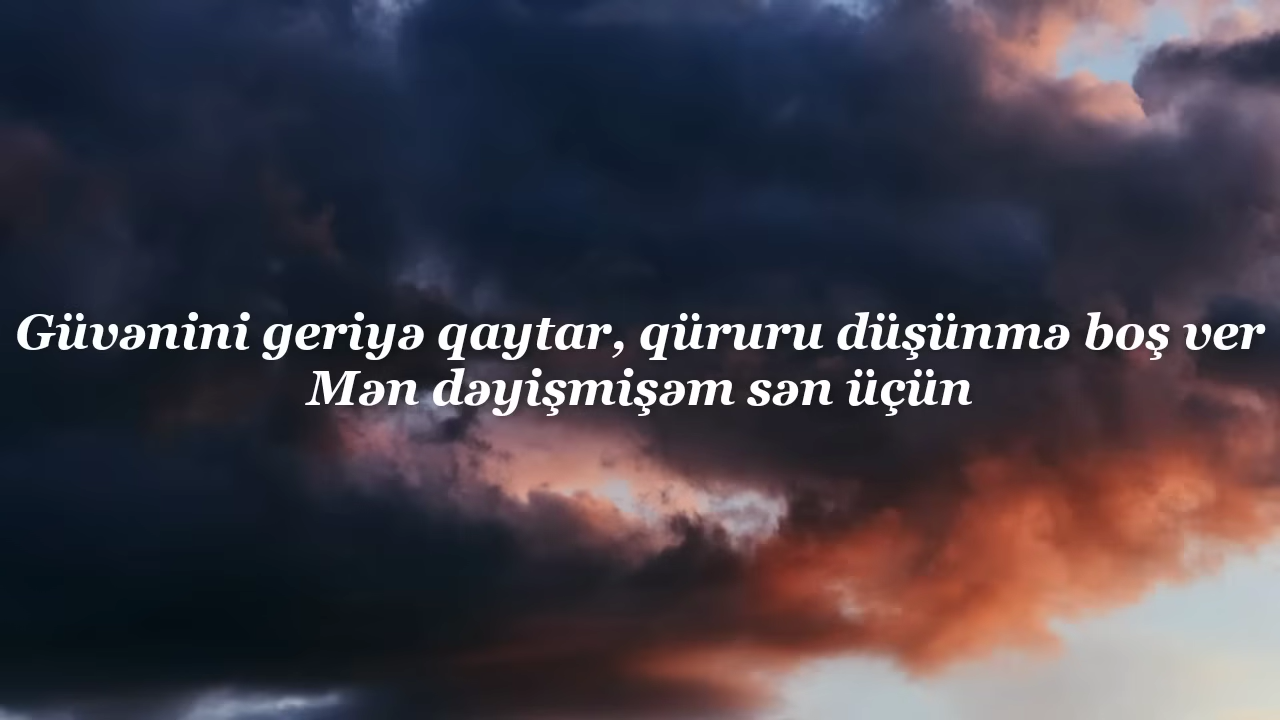 Güvənini geriyə qaytar, qüruru düşünmə boş ver
Mən dəyişmişəm sən üçün